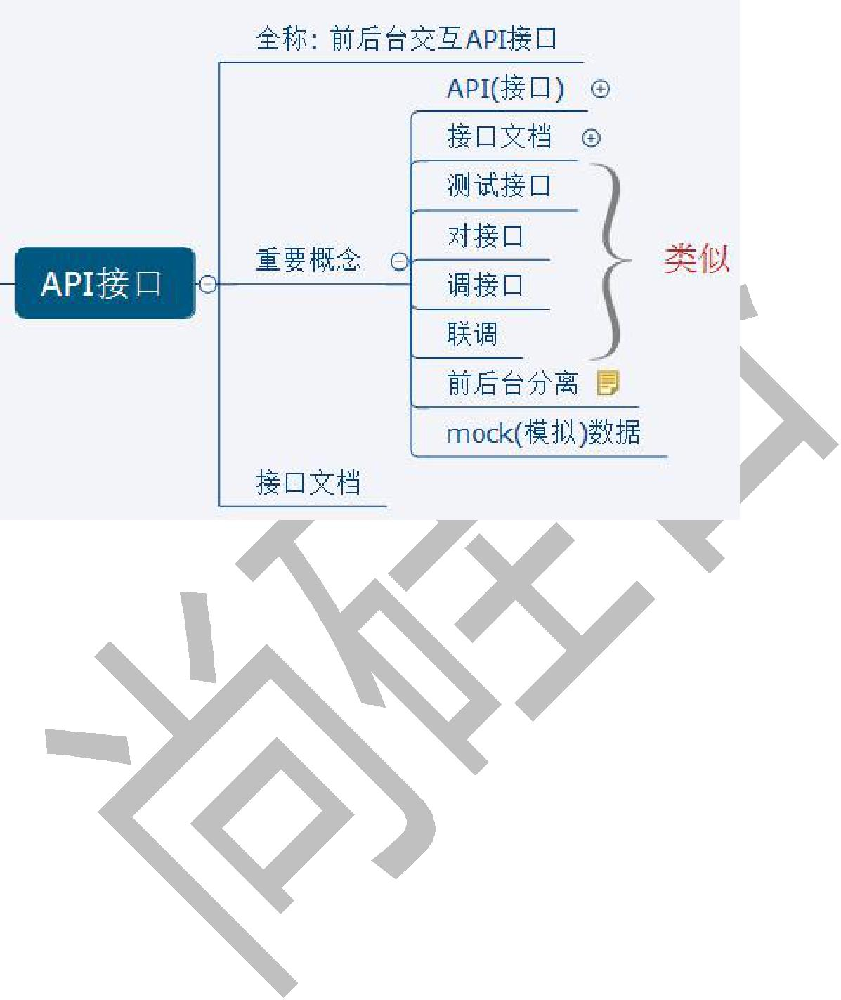 全称：前后台交互API接口
API(接口)
接口文档
测试接口
对接口
调接口
联调
类似
前后台分离
mock(模拟)数据
重要概念
API接口
接口文档
尚硅